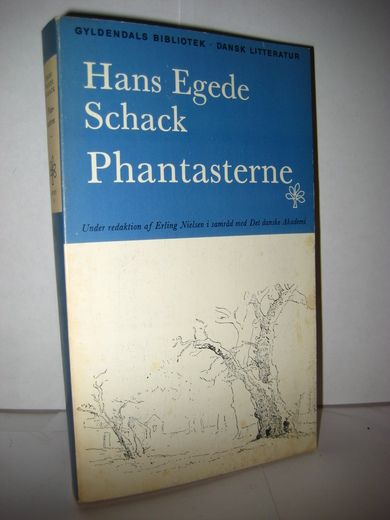 GYLDENDALS BIBLIOTEK · DANSK LITTERATUR
Hans Egede
Schack
Phantasterne
Under redaktion af Erling Nielsen i samråd med Det danske Akademi